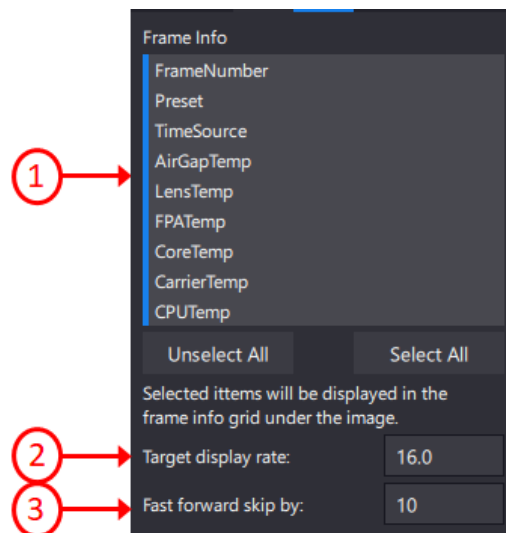 Frame Info
FrameNumber
Preset
TimeSource
1
AirGapTemp
LensTemp
FPATemp
CoreTemp
CarrierTemp
CPUTemp
Unselect All Select All
Selected ittems will be displayed in the
frame info grid under the image.
2 Target display rate: 16.0
3 Fast forward skip by: 10